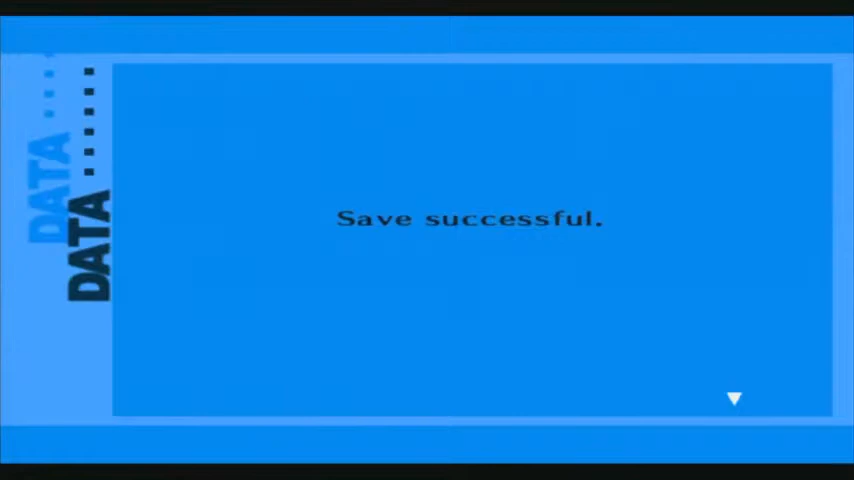 DATA ......
DATA ....
Save successful.